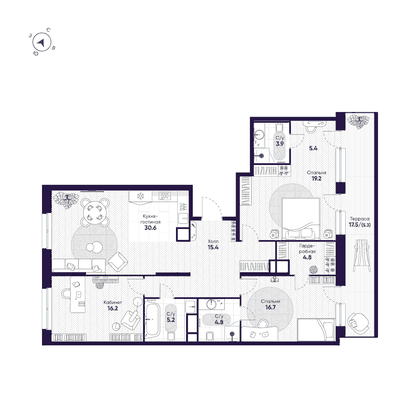 С/у
3.9
5.4
Спальня
19.2
Терраса
17.5/(5.3)
Кухня-
гостиная
30.6
Холл
15.4
Гарде-
робная
4.8
Кабинет
16.2
С/у
5.2
С/у
4.8
Спальня
16.7